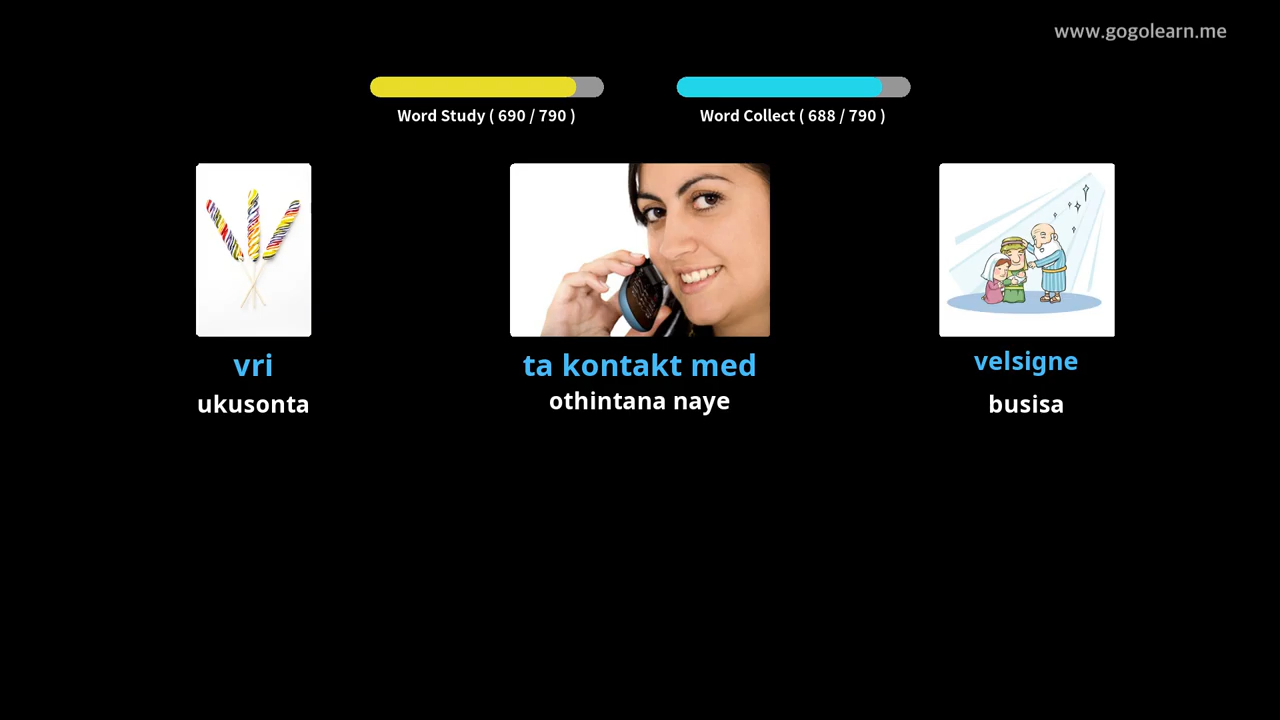 www.gogolearn.me
Word Study ( 690 / 790 )
Word Collect ( 688 / 790 )
vri
ta kontakt med
velsigne
ukusonta
othintana naye
busisa